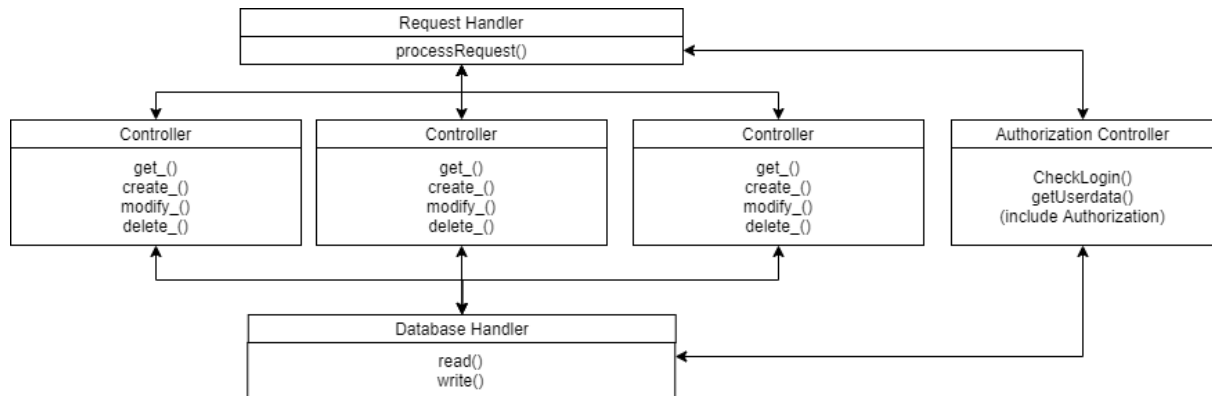 Request Handler
processRequest()
Controller
get_()
create_()
modify_()
delete_()
Controller
get_()
create_()
modify_()
delete_()
Controller
get_()
create_()
modify_()
delete_()
Authorization Controller
CheckLogin()
getUserdata()
(include Authorization)
Database Handler
read()
write()